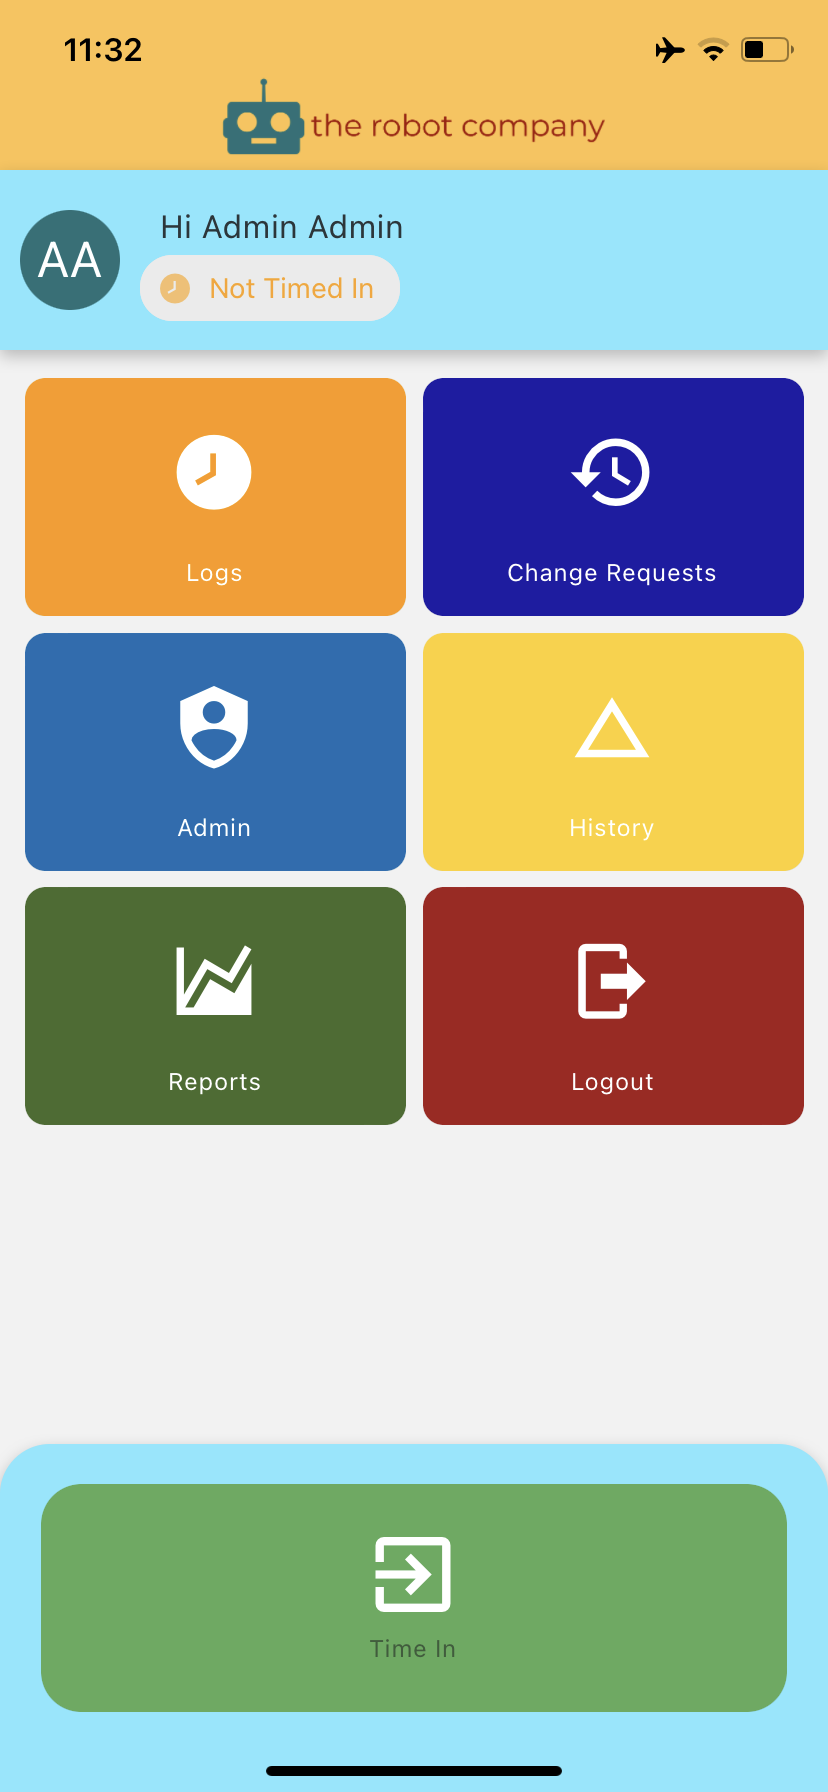 11:32
the robot company
AA
Hi Admin Admin
Not Timed In
Logs
Change Requests
Admin
History
Reports
Logout
Time In